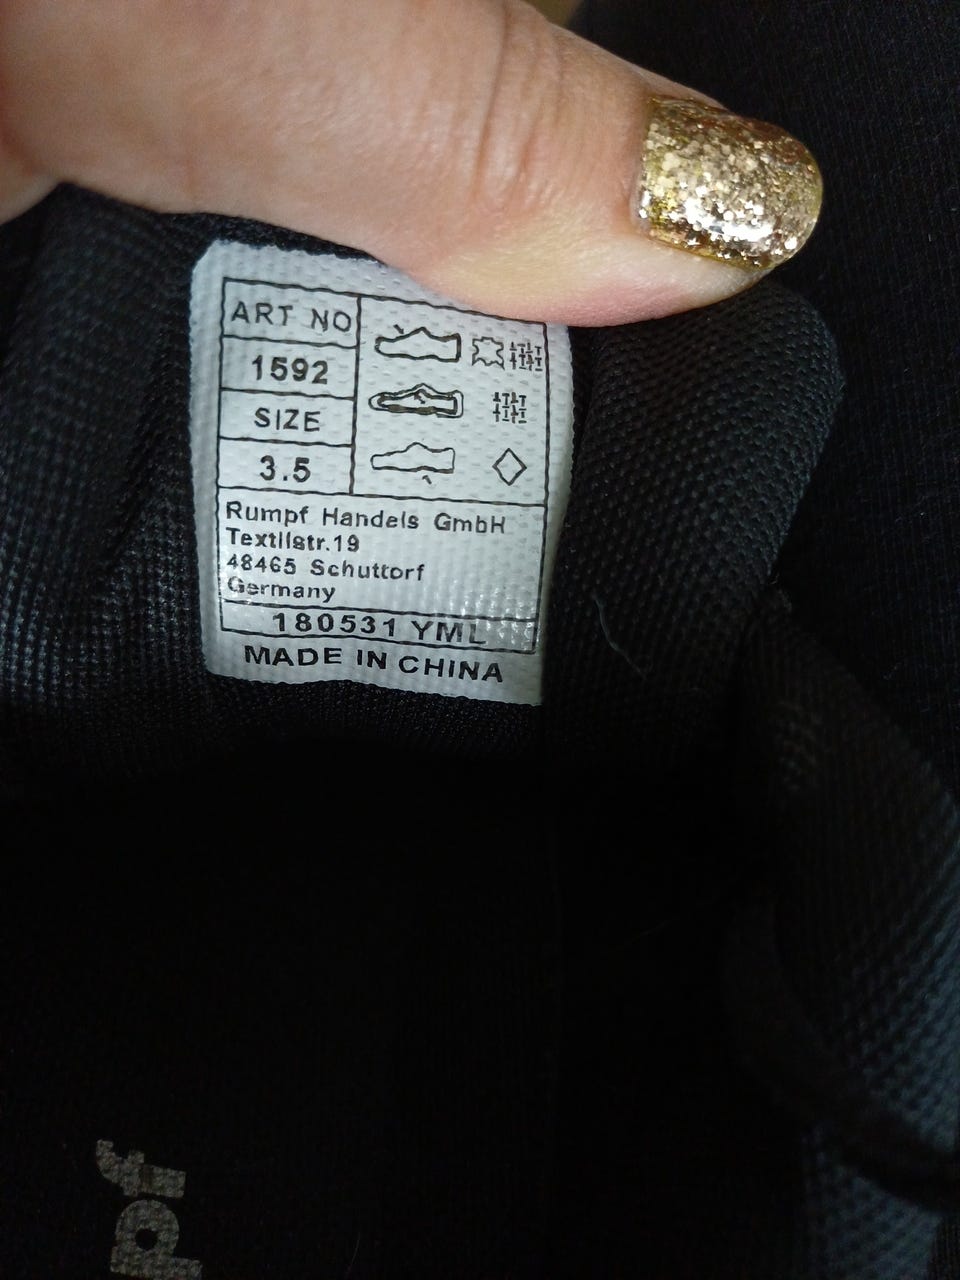 ART NO
1592
SIZE
3.5
Rumpf Handels GmbH
Textilstr.19
48465 Schuttorf
Germany
180531 YML
MADE IN CHINA
pf